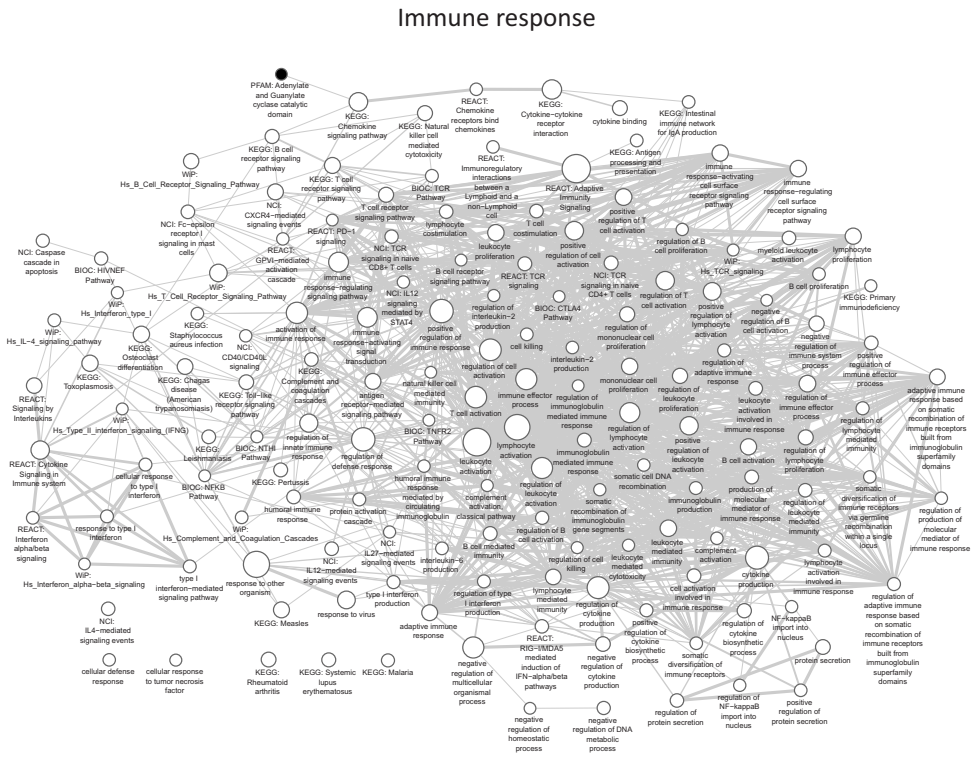 Immune response
PFAM: Adenylate
and Guanylate
cyclase catalytic
domain
KEGG:
Chemokine
signaling pathway
REACT:
Chemokine
receptors bind
chemokines
KEGG:
Cytokine−cytokine
receptor
interaction
cytokine binding
KEGG: Intestinal
immune network
for IgA production
KEGG: B cell
receptor signaling
pathway
KEGG: Natural
killer cell
mediated
cytotoxicity
REACT:
Immunoregulatory
interactions
between a
Lymphoid and a
non−Lymphoid
cell
KEGG: Antigen
processing and
presentation
REACT: Adaptive
Immunity
Signaling
immune
response−activating
cell surface
receptor signaling
pathway
immune
response−regulating
cell surface
receptor signaling
pathway
WiP:
Hs_B_Cell_Receptor_Signaling_Pathway
KEGG: T cell
receptor signaling
pathway
BIOC: TCR
Pathway
NCI:
CXCR4−mediated
signaling events
T cell receptor
signaling pathway
lymphocyte
costimulation
T cell
costimulation
positive
regulation of T
cell activation
NCI: Fc−epsilon
receptor I
signaling in mast
cells
REACT: PD−1
signaling
leukocyte
proliferation
positive
regulation of cell
activation
regulation of B
cell proliferation
myeloid leukocyte
activation
lymphocyte
proliferation
NCI: Caspase
cascade in
apoptosis
BIOC: HIVNEF
Pathway
REACT:
GPVI−mediated
activation
cascade
NCI: TCR
signaling in naive
CD8+ T cells
WiP:
Hs_TCR_signaling
WiP:
Hs_T_Cell_Receptor_Signaling_Pathway
immune
response−regulating
signaling pathway
B cell receptor
signaling pathway
REACT: TCR
signaling
NCI: TCR
signaling in naive
CD4+ T cells
regulation of T
cell activation
B cell proliferation
KEGG: Primary
immunodeficiency
WiP:
Hs_Interferon_type_I
NCI: IL12
signaling
mediated by
STAT4
regulation of
interleukin−2
production
BIOC: CTLA4
Pathway
positive
regulation of
lymphocyte
activation
negative
regulation of B
cell activation
WiP:
Hs_IL−4_signaling_pathway
KEGG:
Staphylococcus
aureus infection
activation of
immune response
immune
response−activating
signal
transduction
positive
regulation of
immune response
regulation of
mononuclear cell
proliferation
negative
regulation of
immune system
process
KEGG:
Osteoclast
differentiation
NCI:
CD40/CD40L
signaling
cell killing
regulation of cell
activation
interleukin−2
production
regulation of
adaptive immune
response
positive
regulation of
immune effector
process
KEGG:
Toxoplasmosis
KEGG: Chagas
disease
(American
trypanosomiasis)
KEGG:
Complement and
coagulation
cascades
natural killer cell
mediated
immunity
mononuclear cell
proliferation
regulation of
leukocyte
proliferation
regulation of
immune effector
process
adaptive immune
response based
on somatic
recombination of
immune receptors
built from
immunoglobulin
superfamily
domains
REACT:
Signaling by
Interleukins
KEGG: Toll−like
receptor signaling
pathway
antigen
receptor−mediated
signaling pathway
T cell activation
immune effector
process
regulation of
immunoglobulin
mediated immune
response
leukocyte
activation
involved in
immune response
WiP:
Hs_Type_II_interferon_signaling_(IFNG)
KEGG:
Leishmaniasis
BIOC: NTHI
Pathway
regulation of
innate immune
response
BIOC: TNFR2
Pathway
lymphocyte
activation
regulation of
lymphocyte
activation
positive
regulation of
leukocyte
activation
regulation of
lymphocyte
mediated
immunity
REACT: Cytokine
Signaling in
Immune system
regulation of
defense response
leukocyte
activation
immunoglobulin
mediated immune
response
B cell activation
regulation of
lymphocyte
proliferation
cellular response
to type I
interferon
BIOC: NFKB
Pathway
KEGG: Pertussis
humoral immune
response
mediated by
circulating
immunoglobulin
regulation of
leukocyte
activation
somatic cell DNA
recombination
production of
molecular
mediator of
immune response
somatic
diversification of
immune receptors
via germline
recombination
within a single
locus
humoral immune
response
protein activation
cascade
complement
activation,
classical pathway
somatic
recombination of
immunoglobulin
gene segments
immunoglobulin
production
regulation of
leukocyte
mediated
immunity
regulation of
production of
molecular
mediator of
immune response
REACT:
Interferon
alpha/beta
signaling
response to type I
interferon
WiP:
Hs_Complement_and_Coagulation_Cascades
regulation of B
cell activation
leukocyte
mediated
immunity
NCI:
IL12−mediated
signaling events
NCI:
IL27−mediated
signaling events
interleukin−6
production
B cell mediated
immunity
regulation of cell
killing
leukocyte
mediated
cytotoxicity
complement
activation
WiP:
Hs_Interferon_alpha−beta_signaling
type I
interferon−mediated
signaling pathway
response to other
organism
cytokine
production
lymphocyte
activation
involved in
immune response
type I interferon
production
regulation of type
I interferon
production
lymphocyte
mediated
immunity
regulation of
cytokine
production
cell activation
involved in
immune response
regulation of
adaptive immune
response based
on somatic
recombination of
immune receptors
built from
immunoglobulin
superfamily
domains
NCI:
IL4−mediated
signaling events
KEGG: Measles
response to virus
adaptive immune
response
REACT:
RIG−I/MDA5
mediated
induction of
IFN−alpha/beta
pathways
positive
regulation of
cytokine
biosynthetic
process
regulation of
cytokine
biosynthetic
process
NF−kappaB
import into
nucleus
cellular defense
response
cellular response
to tumor necrosis
factor
KEGG:
Rheumatoid
arthritis
KEGG: Systemic
lupus
erythematosus
KEGG: Malaria
negative
regulation of
multicellular
organismal
process
negative
regulation of
cytokine
production
somatic
diversification of
immune receptors
protein secretion
regulation of
protein secretion
regulation of
NF−kappaB
import into
nucleus
positive
regulation of
protein secretion
negative
regulation of
homeostatic
process
negative
regulation of DNA
metabolic
process